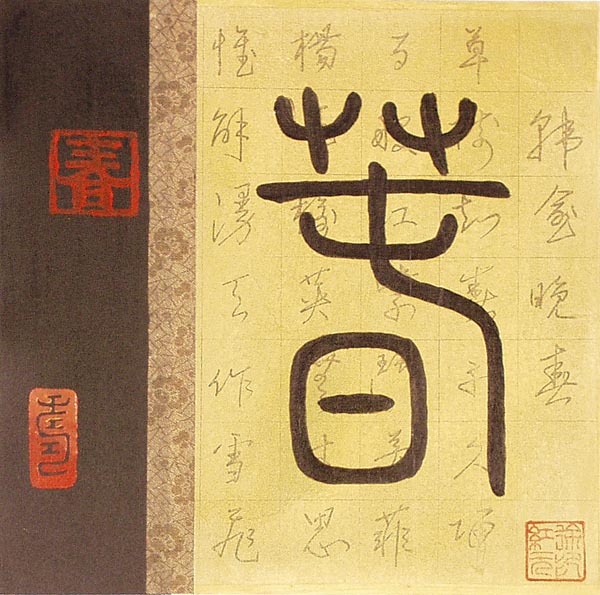 春
韓愈晚春
草樹知春不久歸
百般紅紫鬥芳菲
楊花榆莢無才思
惟解漫天作雪飛
春